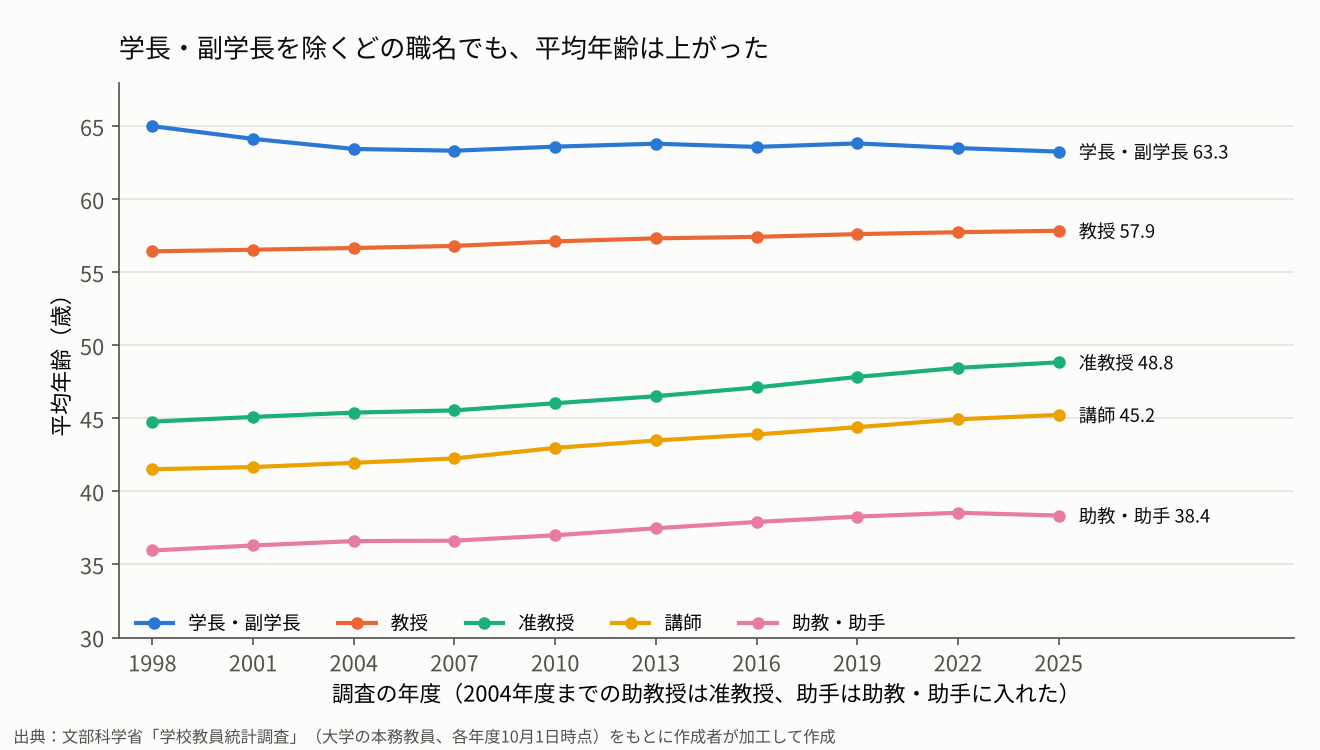 学長・副学長を除くどの職名でも、平均年齢は上がった
平均年齢（歳）
65
60
55
50
45
40
35
30
学長・副学長 63.3
教授 57.9
准教授 48.8
講師 45.2
助教・助手 38.4
学長・副学長 教授 准教授 講師 助教・助手
1998 2001 2004 2007 2010 2013 2016 2019 2022 2025
調査の年度（2004年度までの助教授は准教授、助手は助教・助手に入れた）
出典：文部科学省「学校教員統計調査」（大学の本務教員、各年度10月1日時点）をもとに作成者が加工して作成